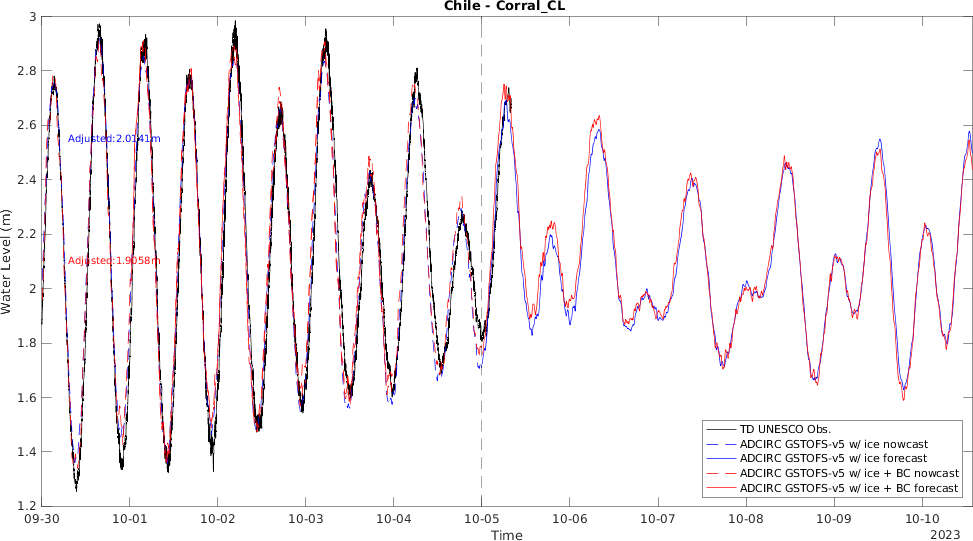 Chile - Corral_CL
3
2.8
2.6
2.4
2.2
2
1.8
1.6
1.4
1.2
Water Level (m)
Adjusted:2.0141m
Adjusted:1.9058m
TD UNESCO Obs.
ADCIRC GSTOFS-v5 w/ ice nowcast
ADCIRC GSTOFS-v5 w/ ice forecast
ADCIRC GSTOFS-v5 w/ ice + BC nowcast
ADCIRC GSTOFS-v5 w/ ice + BC forecast
09-30 10-01 10-02 10-03 10-04 10-05 10-06 10-07 10-08 10-09 10-10
Time
2023